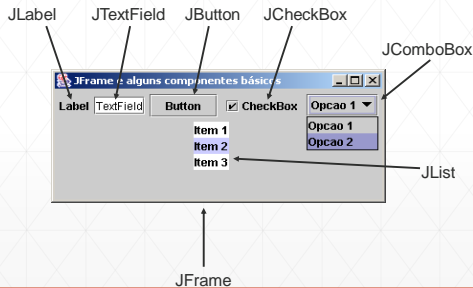 JLabel JTextField JButton JCheckBox
JComboBox
JFrame e alguns componentes básicos
Label TextField Button CheckBox Opcao 1
Item 1 Opcao 1
Item 2 Opcao 2
Item 3
JList
JFrame